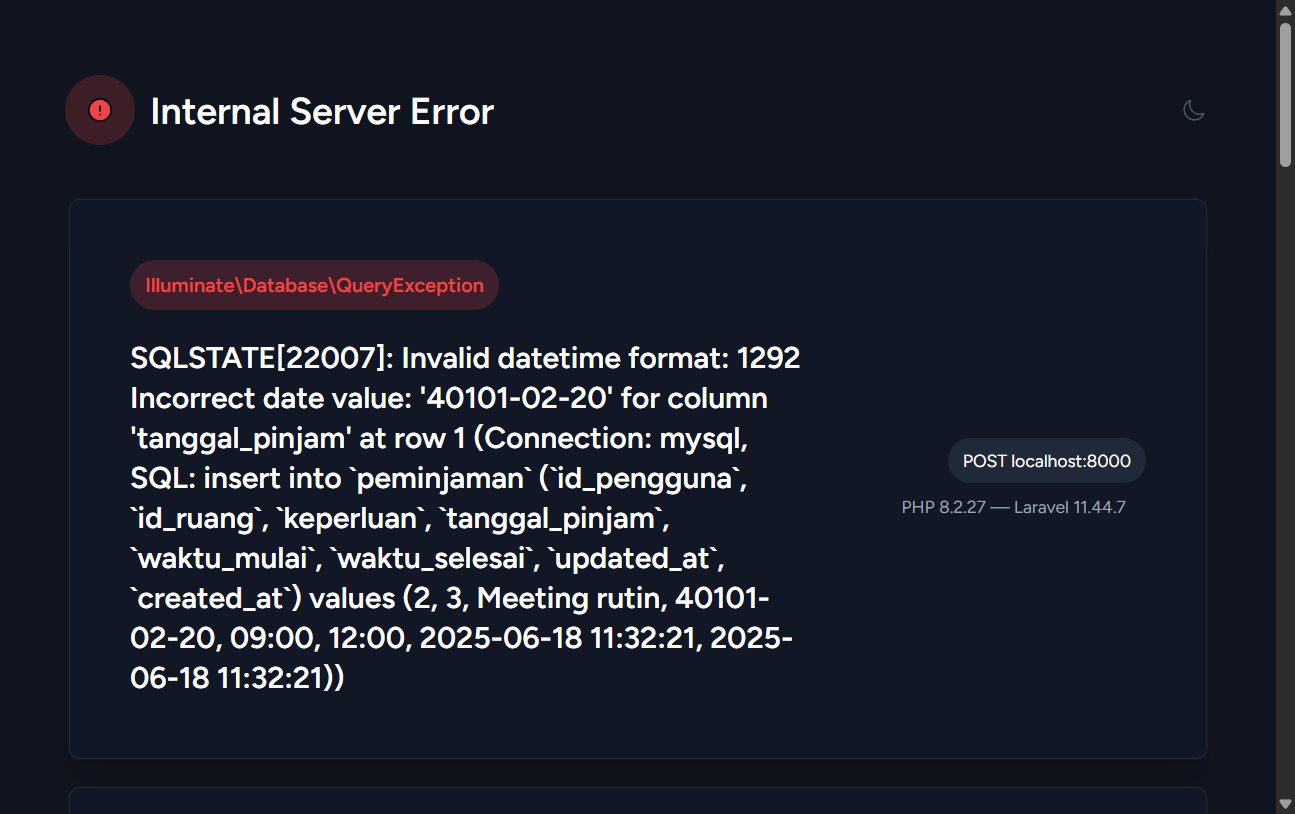 Internal Server Error
Illuminate\Database\QueryException
SQLSTATE[22007]: Invalid datetime format: 1292
Incorrect date value: '40101-02-20' for column
'tanggal_pinjam' at row 1 (Connection: mysql,
SQL: insert into `peminjaman` (`id_pengguna`,
`id_ruang`, `keperluan`, `tanggal_pinjam`,
`waktu_mulai`, `waktu_selesai`, `updated_at`,
`created_at`) values (2, 3, Meeting rutin, 40101-
02-20, 09:00, 12:00, 2025-06-18 11:32:21, 2025-
06-18 11:32:21))
POST localhost:8000
PHP 8.2.27 — Laravel 11.44.7